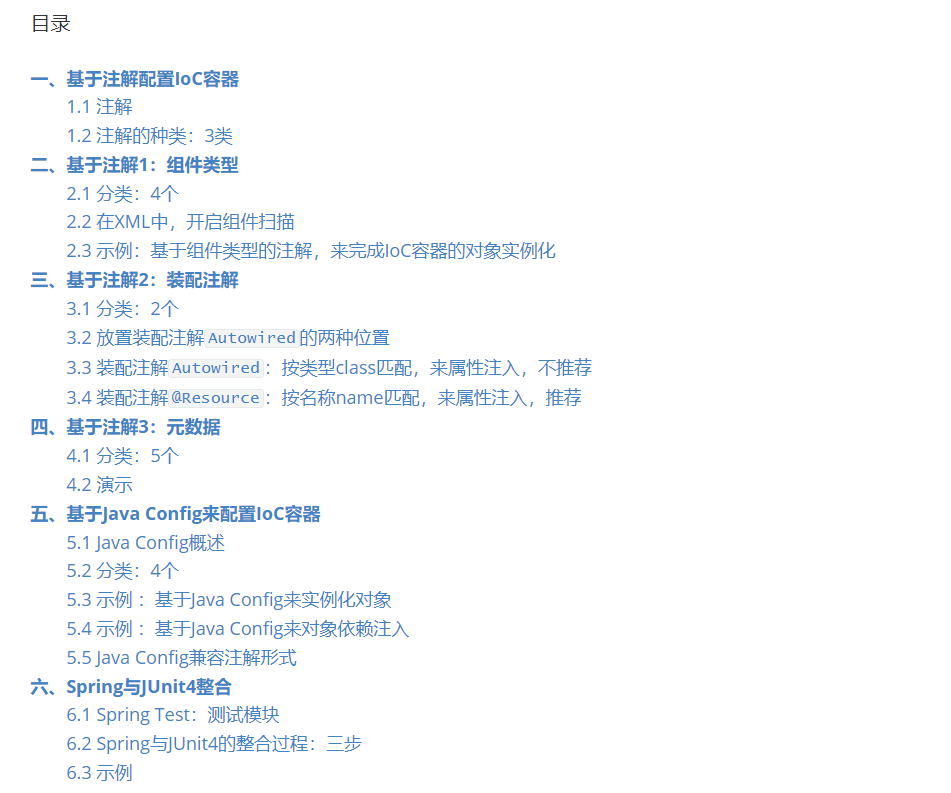 目录
一、基于注解配置IoC容器
1.1 注解
1.2 注解的种类：3类
二、基于注解1：组件类型
2.1 分类：4个
2.2 在XML中，开启组件扫描
2.3 示例：基于组件类型的注解，来完成IoC容器的对象实例化
三、基于注解2：装配注解
3.1 分类：2个
3.2 放置装配注解Autowired的两种位置
3.3 装配注解Autowired：按类型class匹配，来属性注入，不推荐
3.4 装配注解@Resource：按名称name匹配，来属性注入，推荐
四、基于注解3：元数据
4.1 分类：5个
4.2 演示
五、基于Java Config来配置IoC容器
5.1 Java Config概述
5.2 分类：4个
5.3 示例 ：基于Java Config来实例化对象
5.4 示例 ：基于Java Config来对象依赖注入
5.5 Java Config兼容注解形式
六、Spring与JUnit4整合
6.1 Spring Test：测试模块
6.2 Spring与JUnit4的整合过程：三步
6.3 示例